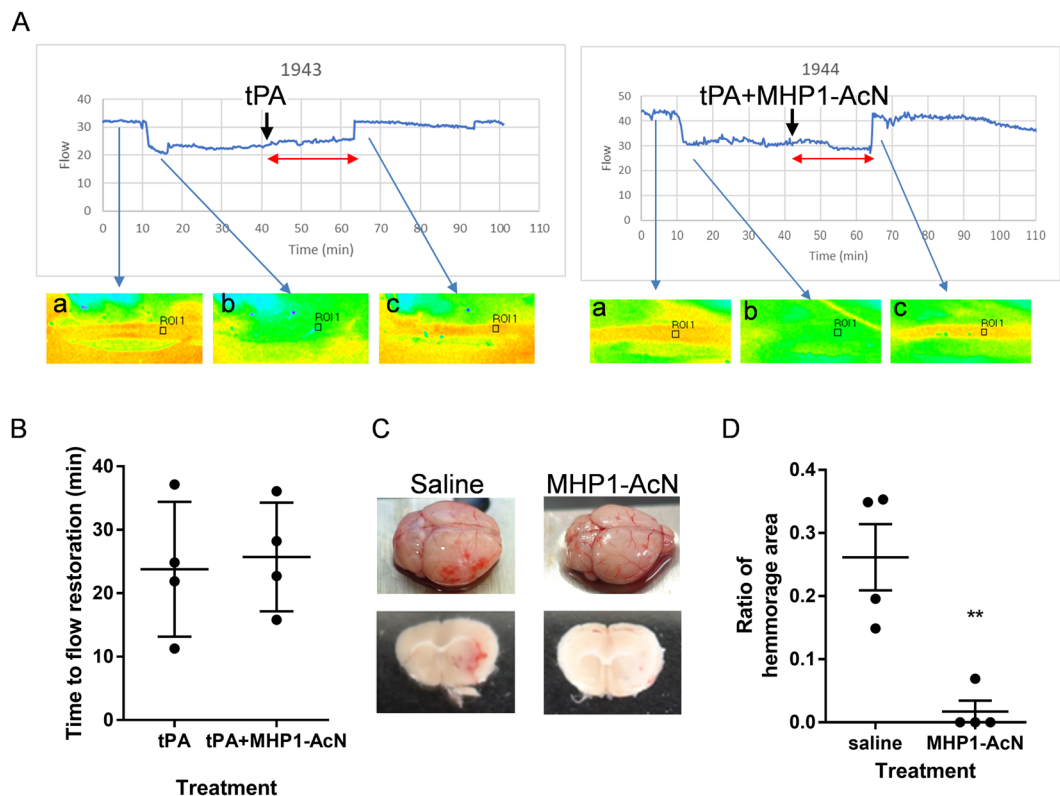 A
1943
tPA
Flow
40
30
20
10
0
0 10 20 30 40 50 60 70 80 90 100 110
Time (min)
a
ROI1
b
ROI1
c
ROI1
1944
tPA+MHP1-AcN
Flow
50
40
30
20
10
0
0 10 20 30 40 50 60 70 80 90 100 110
Time (min)
a
ROI1
b
ROI1
c
ROI1
B
Time to flow restoration (min)
40
30
20
10
0
tPA tPA+MHP1-AcN
Treatment
C
Saline MHP1-AcN
D
Ratio of
hemmorage area
0.4
0.3
0.2
0.1
0.0
**
saline MHP1-AcN
Treatment